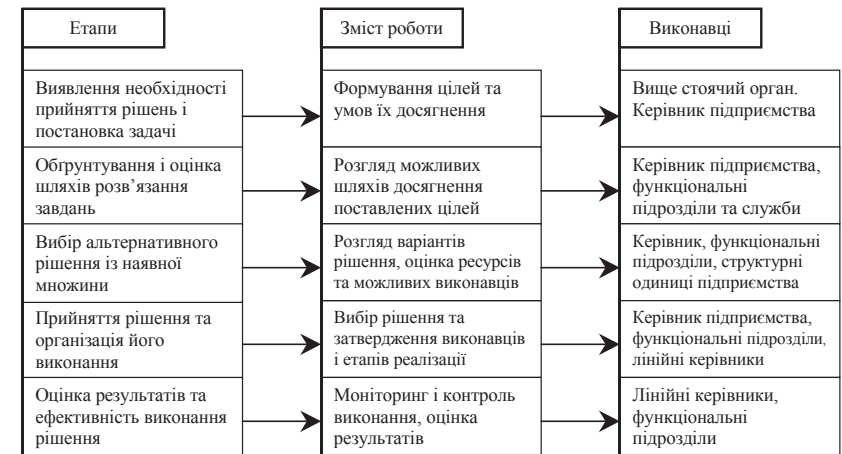 Етапи
Зміст роботи
Виконавці
Виявлення необхідності
прийняття рішень і
постановка задачі
Формування цілей та
умов їх досягнення
Вище стоячий орган.
Керівник підприємства
Обґрунтування і оцінка
шляхів розв’язання
завдань
Розгляд можливих
шляхів досягнення
поставлених цілей
Керівник підприємства,
функціональні
підрозділи та служби
Вибір альтернативного
рішення із наявної
множини
Розгляд варіантів
рішення, оцінка ресурсів
та можливих виконавців
Керівник, функціональні
підрозділи, структурні
одиниці підприємства
Прийняття рішення та
організація його
виконання
Вибір рішення та
затвердження виконавців
і етапів реалізації
Керівник підприємства,
функціональні підрозділи,
лінійні керівники
Оцінка результатів та
ефективність виконання
рішення
Моніторинг і контроль
виконання, оцінка
результатів
Лінійні керівники,
функціональні
підрозділи